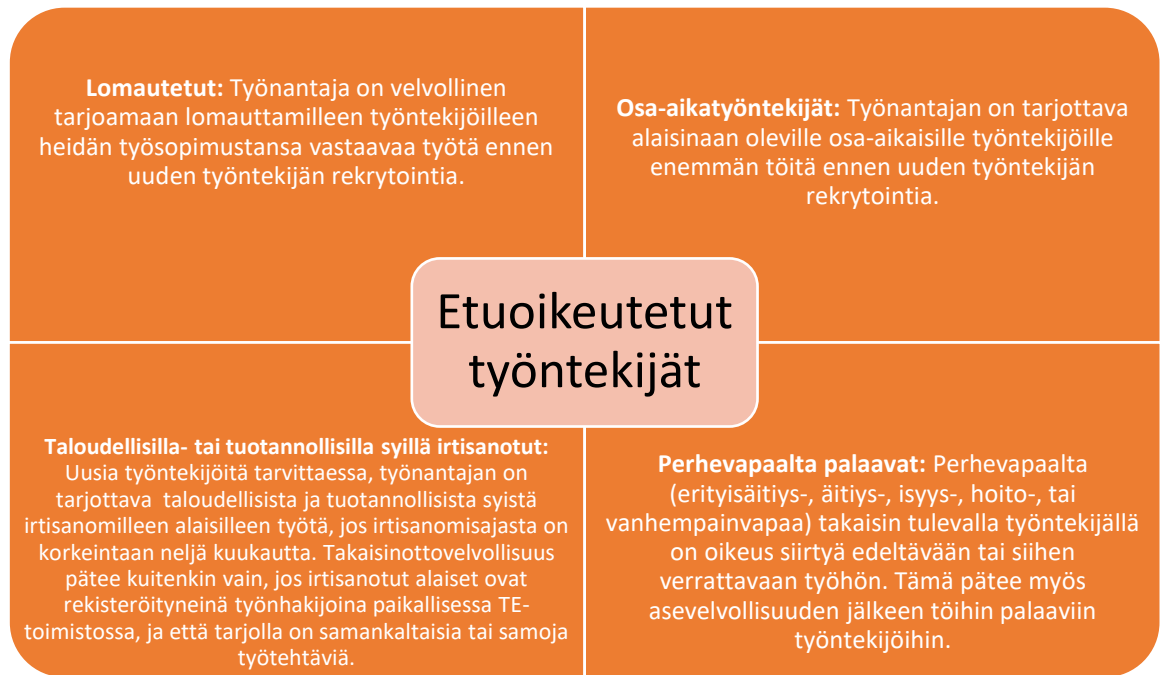 Lomautetut: Työnantaja on velvollinen
tarjoamaan lomauttamilleen työntekijöilleen
heidän työsopimustansa vastaavaa työtä ennen
uuden työntekijän rekrytointia.
Osa-aikatyöntekijät: Työnantajan on tarjottava
alaisinaan oleville osa-aikaisille työntekijöille
enemmän töitä ennen uuden työntekijän
rekrytointia.
Etuoikeutetut
työntekijät
Taloudellisilla- tai tuotannollisilla syillä irtisanotut:
Uusia työntekijöitä tarvittaessa, työnantajan on
tarjottava taloudellisista ja tuotannollisista syistä
irtisanomilleen alaisilleen työtä, jos irtisanomisajasta on
korkeintaan neljä kuukautta. Takaisinottovelvollisuus
pätee kuitenkin vain, jos irtisanotut alaiset ovat
rekisteröityneinä työnhakijoina paikallisessa TE-
toimistossa, ja että tarjolla on samankaltaisia tai samoja
työtehtäviä.
Perhevapaalta palaavat: Perhevapaalta
(erityisäitiys-, äitiys-, isyys-, hoito-, tai
vanhempainvapaa) takaisin tulevalla työntekijällä
on oikeus siirtyä edeltävään tai siihen
verrattavaan työhön. Tämä pätee myös
asevelvollisuuden jälkeen töihin palaaviin
työntekijöihin.